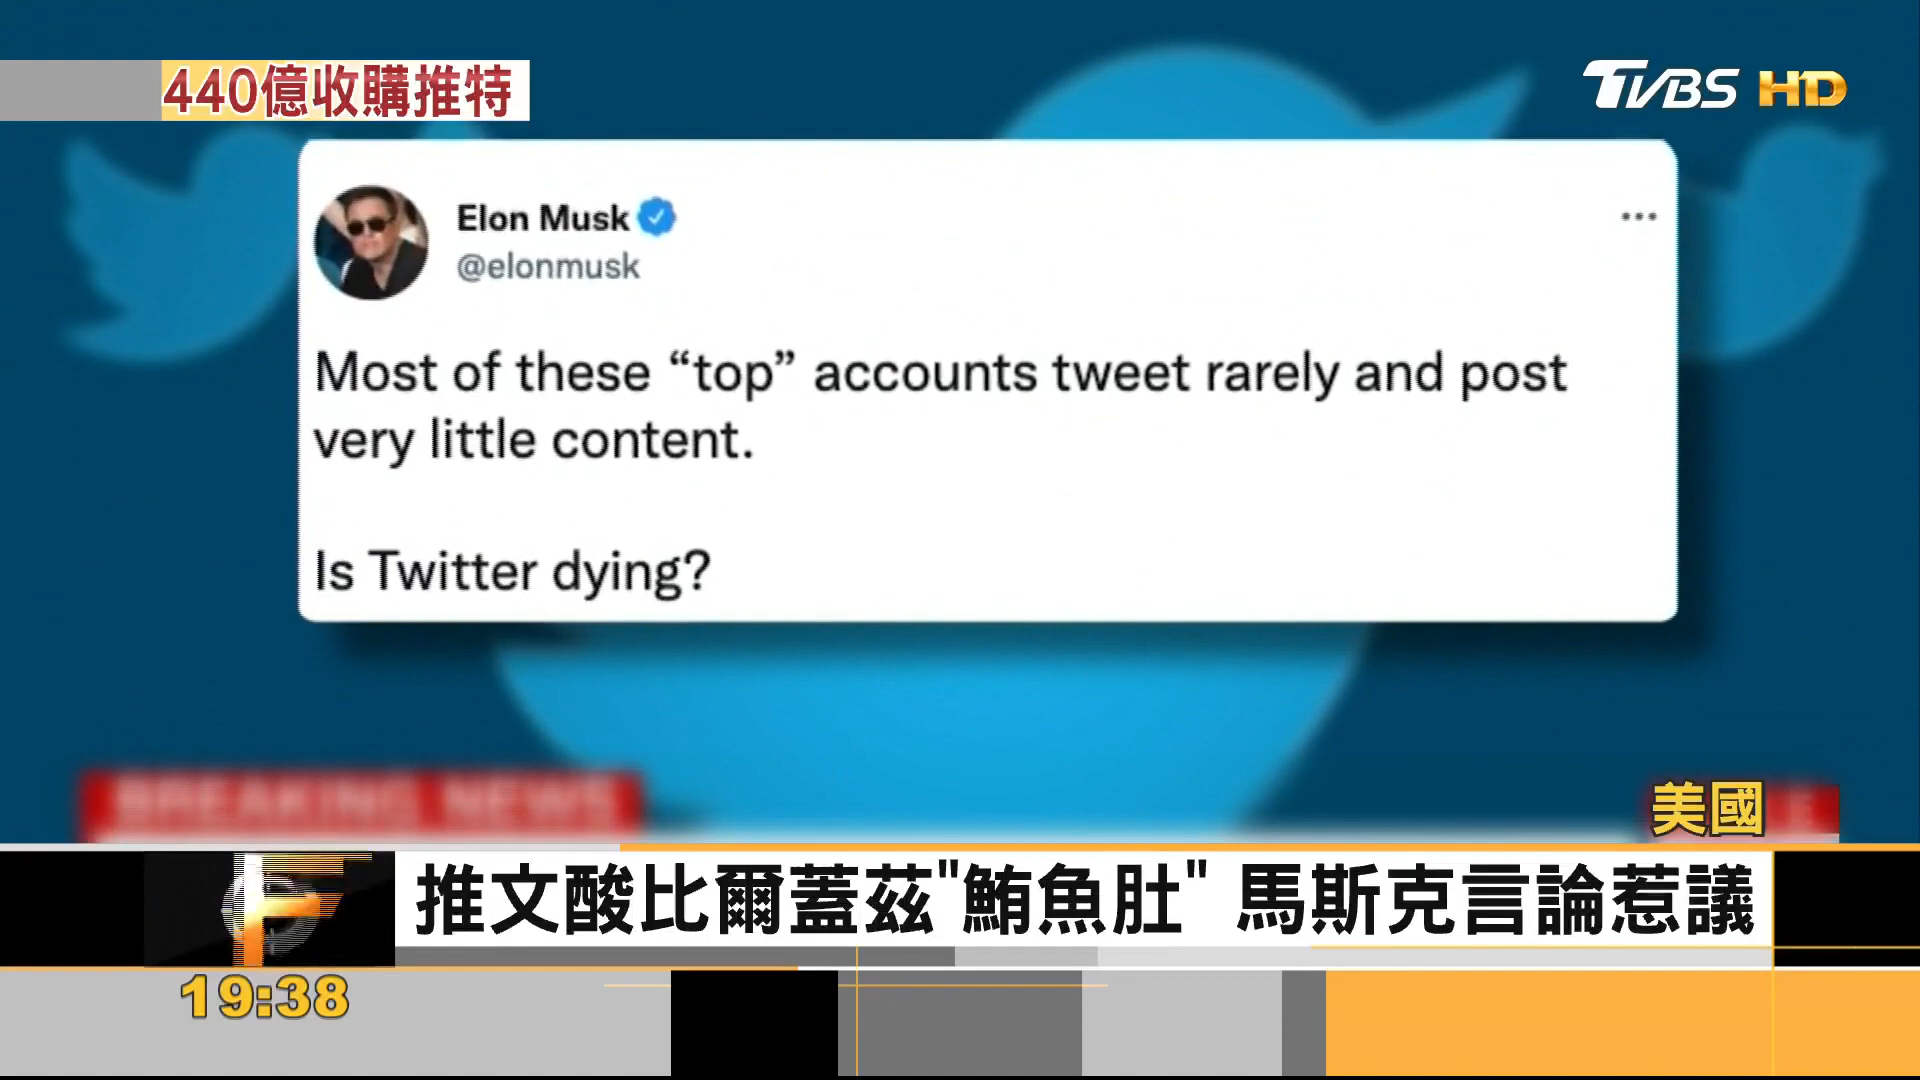 440億收購推特
TVBS HD
Elon Musk
@elonmusk
Most of these “top” accounts tweet rarely and post
very little content.
Is Twitter dying?
BREAKING NEWS
美國
推文酸比爾蓋茲"鮪魚肚" 馬斯克言論惹議
19:38